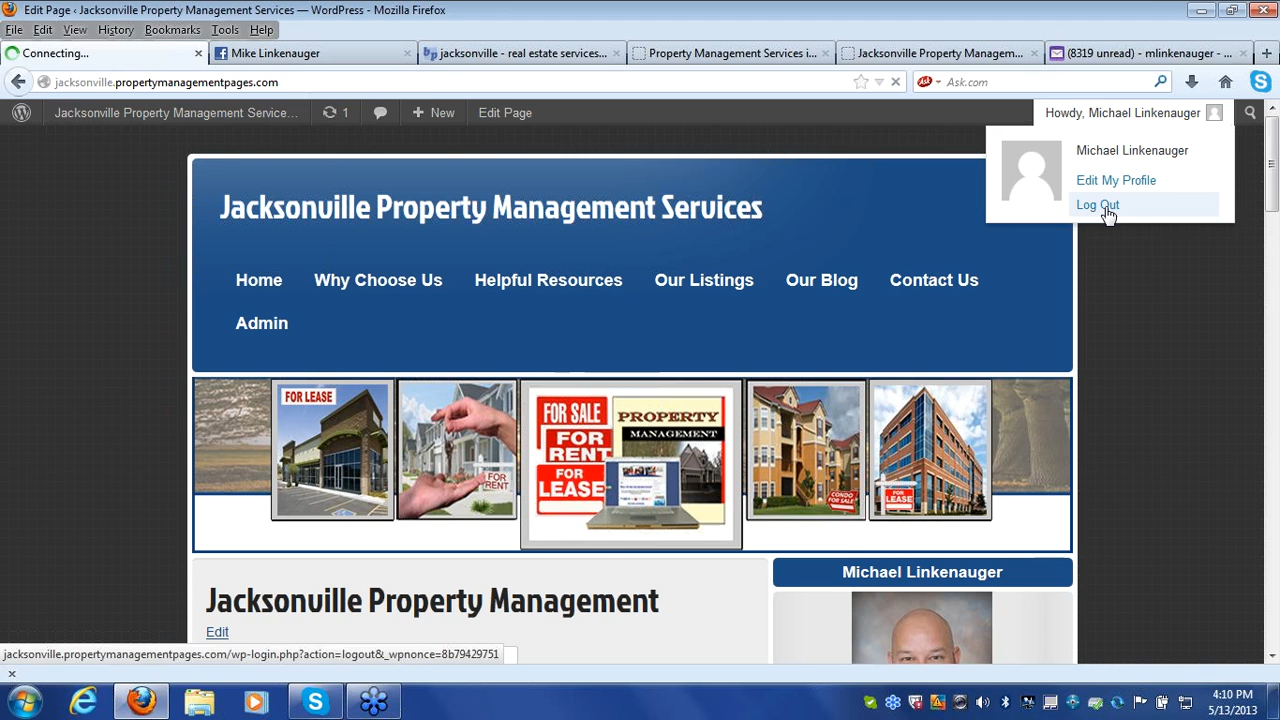 Edit Page ‹ Jacksonville Property Management Services — WordPress - Mozilla Firefox
File Edit View History Bookmarks Tools Help
Connecting...
Mike Linkenauger
jacksonville - real estate services...
Property Management Services i...
Jacksonville Property Managem...
(8319 unread) - mlinkenauger - ...
jacksonville.propertymanagementpages.com
Ask
Ask.com
Jacksonville Property Management Service...
1
New
Edit Page
Howdy, Michael Linkenauger
Michael Linkenauger
Edit My Profile
Log Out
Jacksonville Property Management Services
Home Why Choose Us Helpful Resources Our Listings Our Blog Contact Us
Admin
FOR LEASE
FOR RENT
FOR SALE
FOR RENT
FOR LEASE
PROPERTY
MANAGEMENT
CONDO FOR SALE
FOR LEASE
Jacksonville Property Management
Edit
Michael Linkenauger
jacksonville.propertymanagementpages.com/wp-login.php?action=logout&_wpnonce=8b79429751
4:10 PM
5/13/2013